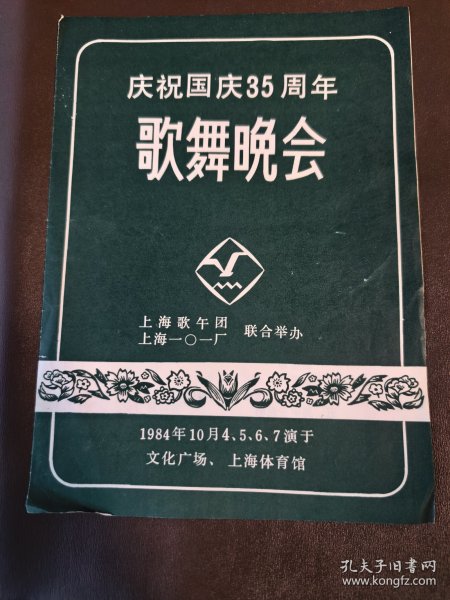 庆祝国庆35周年
歌舞晚会
上海歌午团
上海一〇一厂
联合举办
1984年10月4、5、6、7演于
文化广场、上海体育馆
孔夫子旧书网
www.kongfz.com